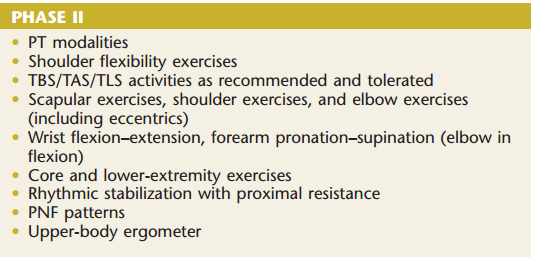 PHASE II
• PT modalities
• Shoulder flexibility exercises
• TBS/TAS/TLS activities as recommended and tolerated
• Scapular exercises, shoulder exercises, and elbow exercises
(including eccentrics)
• Wrist flexion–extension, forearm pronation–supination (elbow in
flexion)
• Core and lower-extremity exercises
• Rhythmic stabilization with proximal resistance
• PNF patterns
• Upper-body ergometer